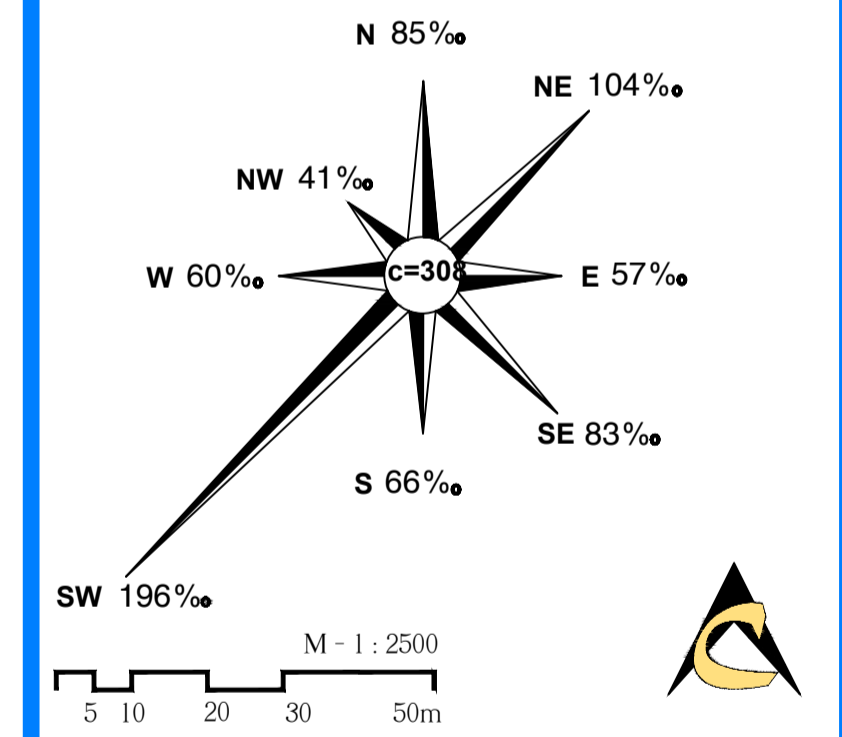 N 85‰
NE 104‰
NW 41‰
W 60‰
c=308
E 57‰
SE 83‰
S 66‰
SW 196‰
M - 1 : 2500
5 10 20 30 50m
С